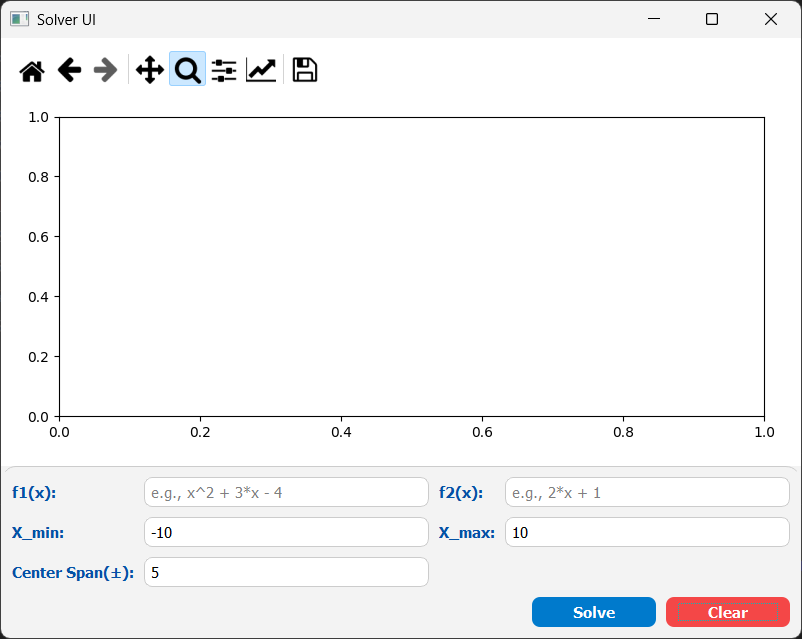 Solver UI
1.0
0.8
0.6
0.4
0.2
0.0
0.0 0.2 0.4 0.6 0.8 1.0
f1(x): e.g., x^2 + 3*x - 4 f2(x): e.g., 2*x + 1
X_min: -10 X_max: 10
Center Span(±): 5
Solve Clear